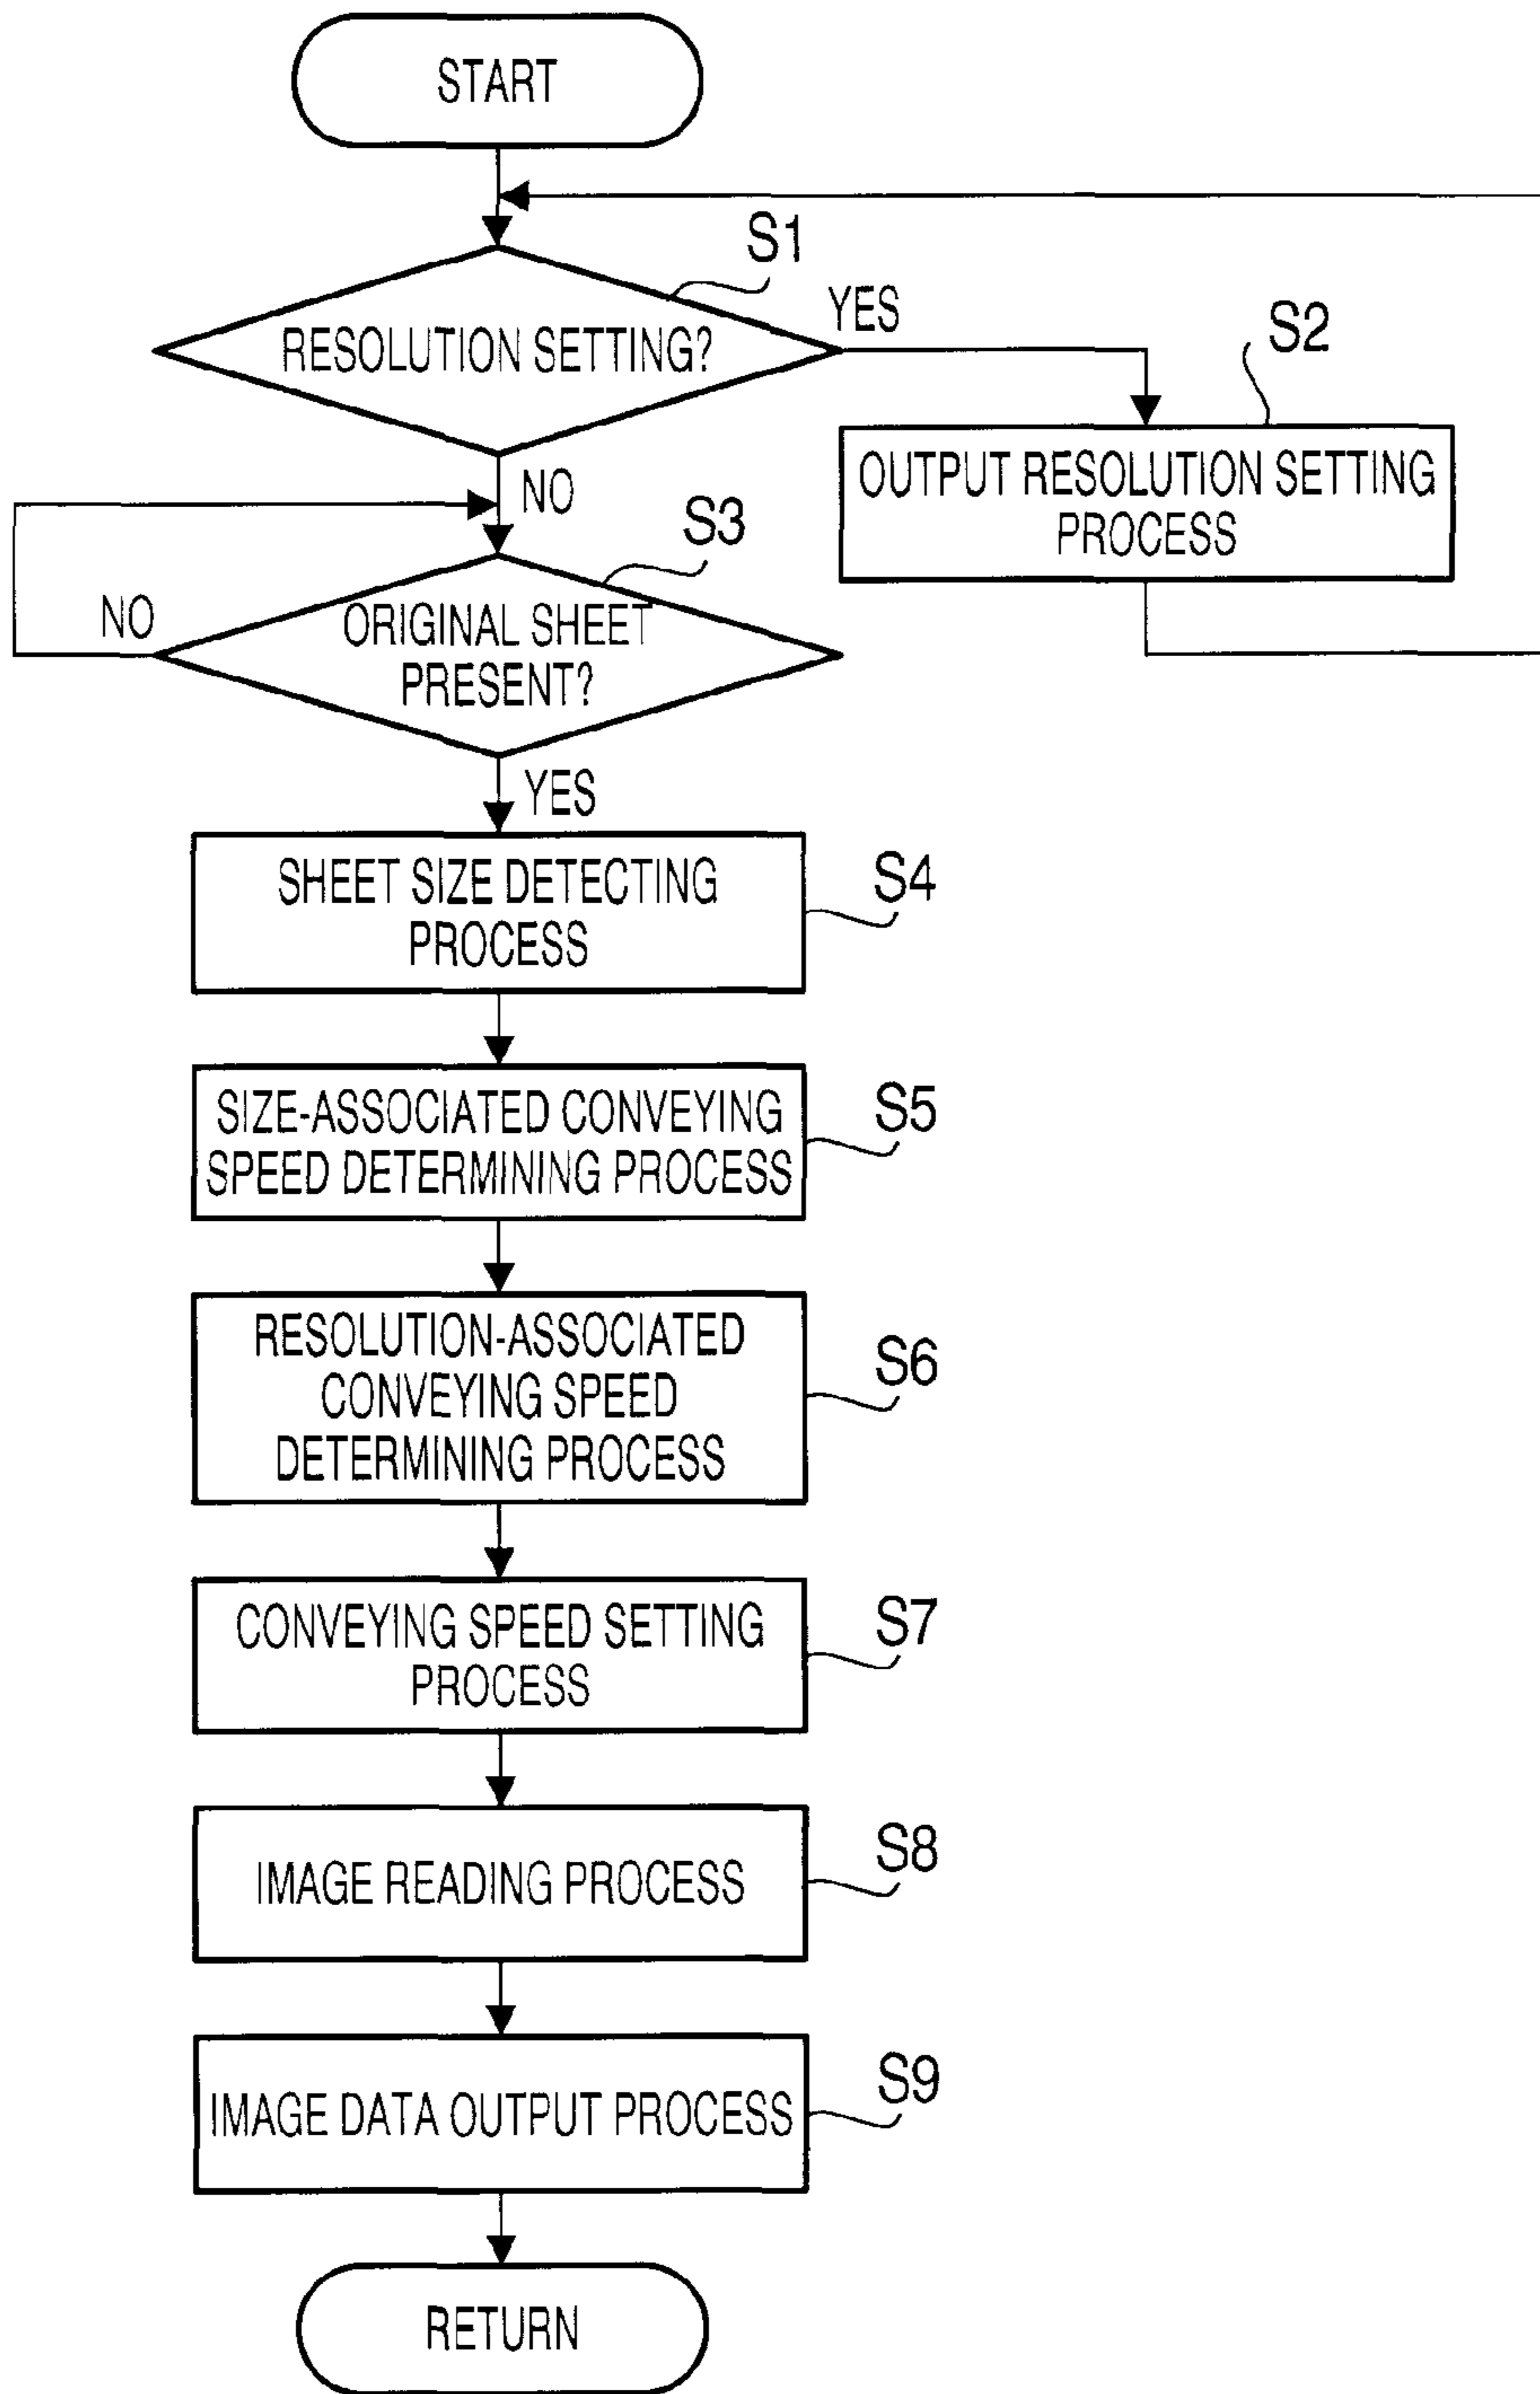 START
S1
RESOLUTION SETTING?
YES
S2
OUTPUT RESOLUTION SETTING
PROCESS
NO
S3
ORIGINAL SHEET
PRESENT?
NO
YES
SHEET SIZE DETECTING
PROCESS
S4
SIZE-ASSOCIATED CONVEYING
SPEED DETERMINING PROCESS
S5
RESOLUTION-ASSOCIATED
CONVEYING SPEED
DETERMINING PROCESS
S6
CONVEYING SPEED SETTING
PROCESS
S7
IMAGE READING PROCESS
S8
IMAGE DATA OUTPUT PROCESS
S9
RETURN